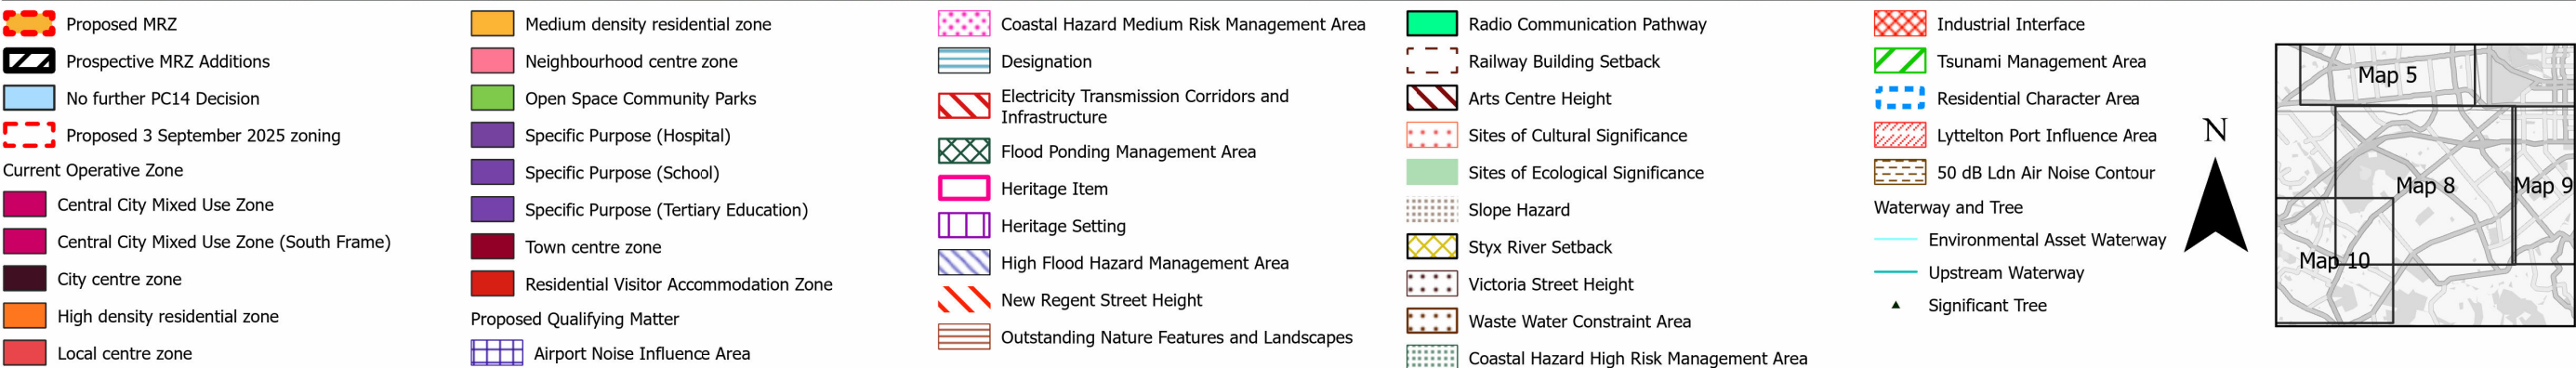 Proposed MRZ
Prospective MRZ Additions
No further PC14 Decision
Proposed 3 September 2025 zoning
Current Operative Zone
Central City Mixed Use Zone
Central City Mixed Use Zone (South Frame)
City centre zone
High density residential zone
Local centre zone
Medium density residential zone
Neighbourhood centre zone
Open Space Community Parks
Specific Purpose (Hospital)
Specific Purpose (School)
Specific Purpose (Tertiary Education)
Town centre zone
Residential Visitor Accommodation Zone
Proposed Qualifying Matter
Airport Noise Influence Area
Coastal Hazard Medium Risk Management Area
Designation
Electricity Transmission Corridors and
Infrastructure
Flood Ponding Management Area
Heritage Item
Heritage Setting
High Flood Hazard Management Area
New Regent Street Height
Outstanding Nature Features and Landscapes
Radio Communication Pathway
Railway Building Setback
Arts Centre Height
Sites of Cultural Significance
Sites of Ecological Significance
Slope Hazard
Styx River Setback
Victoria Street Height
Waste Water Constraint Area
Coastal Hazard High Risk Management Area
Industrial Interface
Tsunami Management Area
Residential Character Area
Lyttelton Port Influence Area
50 dB Ldn Air Noise Contour
Waterway and Tree
Environmental Asset Waterway
Upstream Waterway
Significant Tree
N
Map 5
Map 8
Map 9
Map 10